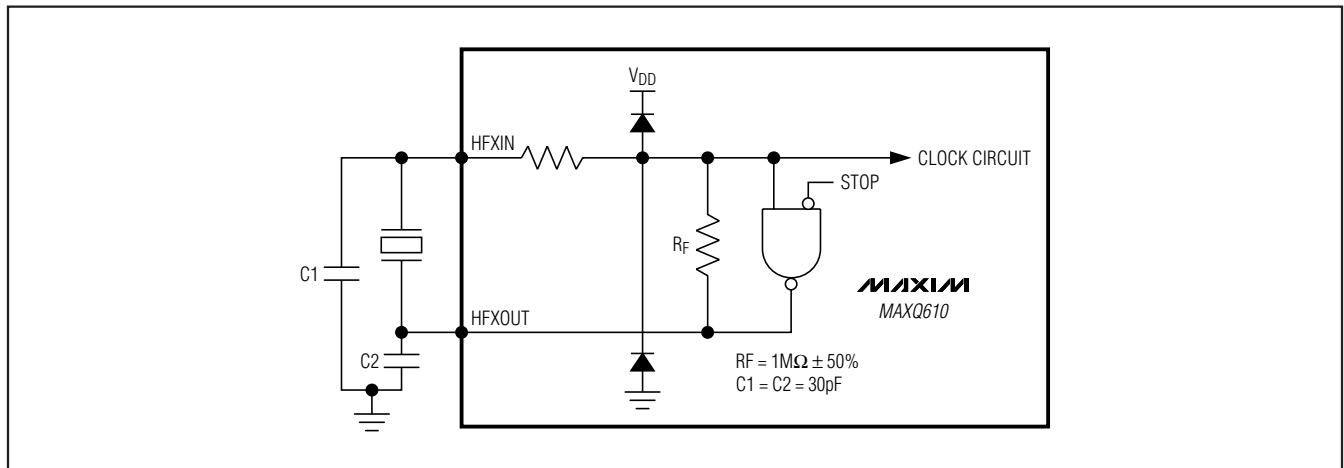 VDD
HFXIN
CLOCK CIRCUIT
STOP
RF
C1
MAXIM
MAXQ610
HFXOUT
C2
RF = 1MΩ ± 50%
C1 = C2 = 30pF